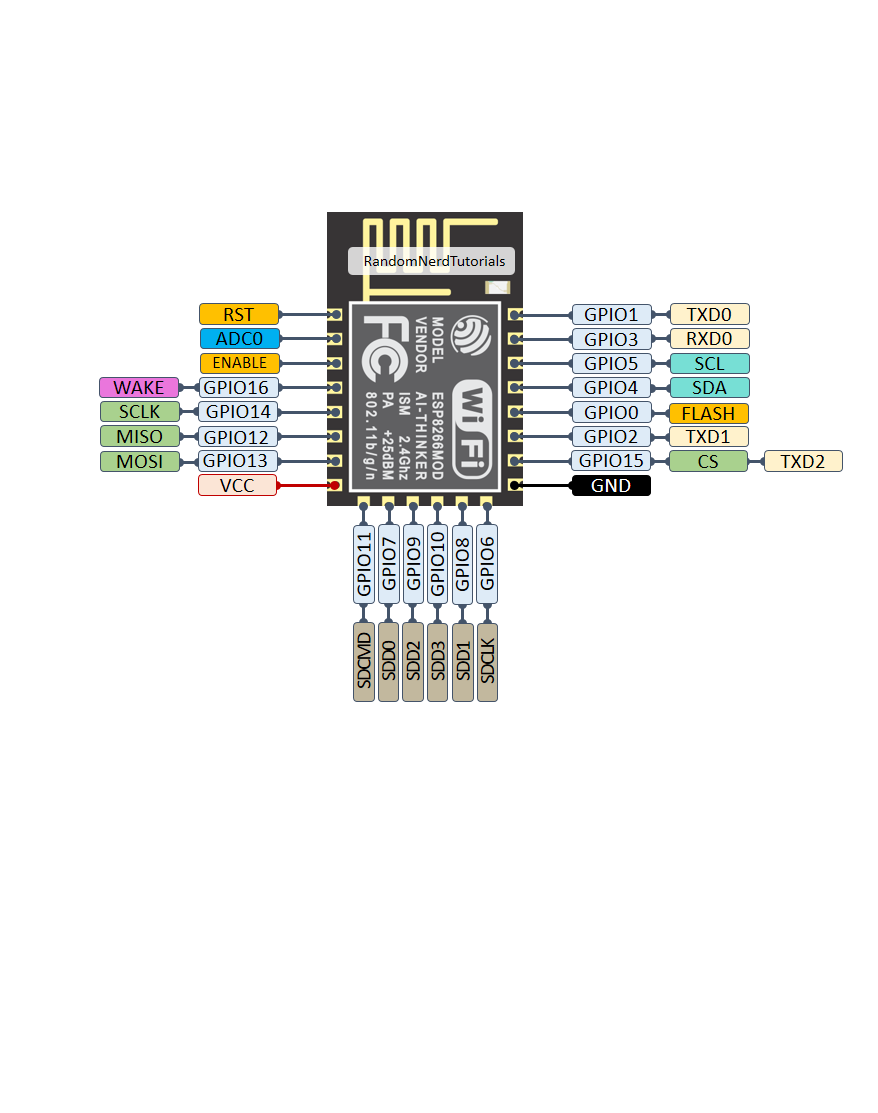 RandomNerdTutorials
RST
GPIO1 TXD0
ADC0
GPIO3 RXD0
ENABLE
GPIO5 SCL
WAKE GPIO16
GPIO4 SDA
SCLK GPIO14
GPIO0 FLASH
MISO GPIO12
GPIO2 TXD1
MOSI GPIO13
GPIO15 CS TXD2
VCC
GND
MODEL ESP8266MOD
VENDOR AI-THINKER
ISM 2.4Ghz
PA +25dBM
802.11b/g/n
FC
Wi Fi
GPIO11
GPIO7
GPIO9
GPIO10
GPIO8
GPIO6
SDCMD
SDD0
SDD2
SDD3
SDD1
SDCLK